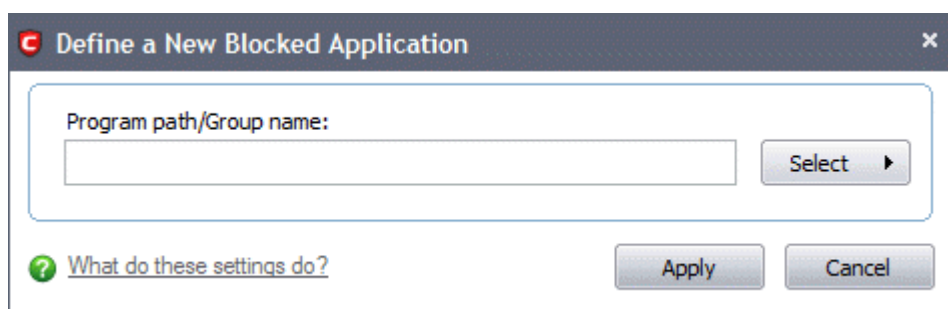 Define a New Blocked Application
Program path/Group name:
Select
What do these settings do?
Apply
Cancel